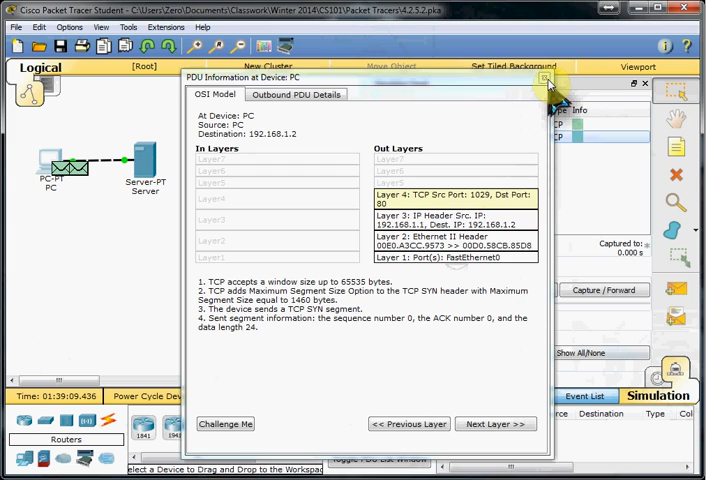 Cisco Packet Tracer Student - C:\Users\Zero\Documents\Classwork\Winter 2014\CS101\Packet Tracers\4.2.5.2.pka
File Edit Options View Tools Extensions Help
Logical [Root] New Cluster Move Object Set Tiled Background Viewport
PDU Information at Device: PC
OSI Model Outbound PDU Details
Info
At Device: PC
Source: PC
Destination: 192.168.1.2
In Layers Out Layers
Layer7 Layer7
Layer6 Layer6
Layer5 Layer5
Layer4 Layer 4: TCP Src Port: 1029, Dst Port:
80
Layer3 Layer 3: IP Header Src. IP:
192.168.1.1, Dest. IP: 192.168.1.2
Layer2 Layer 2: Ethernet II Header
00E0.A3CC.9573 >> 00D0.58CB.85D8
Layer1 Layer 1: Port(s): FastEthernet0
PC-PT
PC
Server-PT
Server
Captured to:
0.000 s
1. TCP accepts a window size up to 65535 bytes.
2. TCP adds Maximum Segment Size Option to the TCP SYN header with Maximum
Segment Size equal to 1460 bytes.
3. The device sends a TCP SYN segment.
4. Sent segment information: the sequence number 0, the ACK number 0, and the
data length 24.
Capture / Forward
Show All/None
Time: 01:39:09.436 Power Cycle Dev Event List Simulation
Challenge Me << Previous Layer Next Layer >>
Destination Type
1841
Routers
elect a Device to Drag and Drop to the Workspac
Toggle PDU List Window